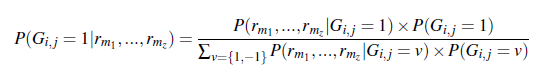 P(G_{i,j} = 1|r_{m_1}, ..., r_{m_z}) = \frac{P(r_{m_1}, ..., r_{m_z}|G_{i,j} = 1) × P(G_{i,j} = 1)}{∑_{v={1,−1}} P(r_{m_1}, ..., r_{m_z}|G_{i,j} = v) × P(G_{i,j} = v)}